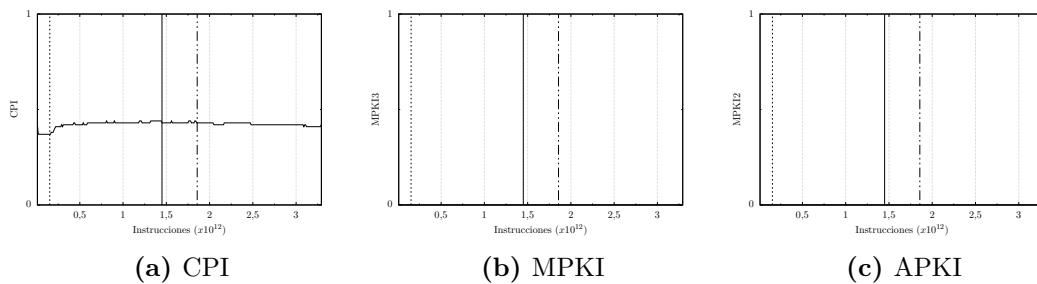 1
CPI
0
0,5 1 1,5 2 2,5 3
Instrucciones (x10^12)
(a) CPI
1
MPKI3
0
0,5 1 1,5 2 2,5 3
Instrucciones (x10^12)
(b) MPKI
1
MPKI2
0
0,5 1 1,5 2 2,5 3
Instrucciones (x10^12)
(c) APKI